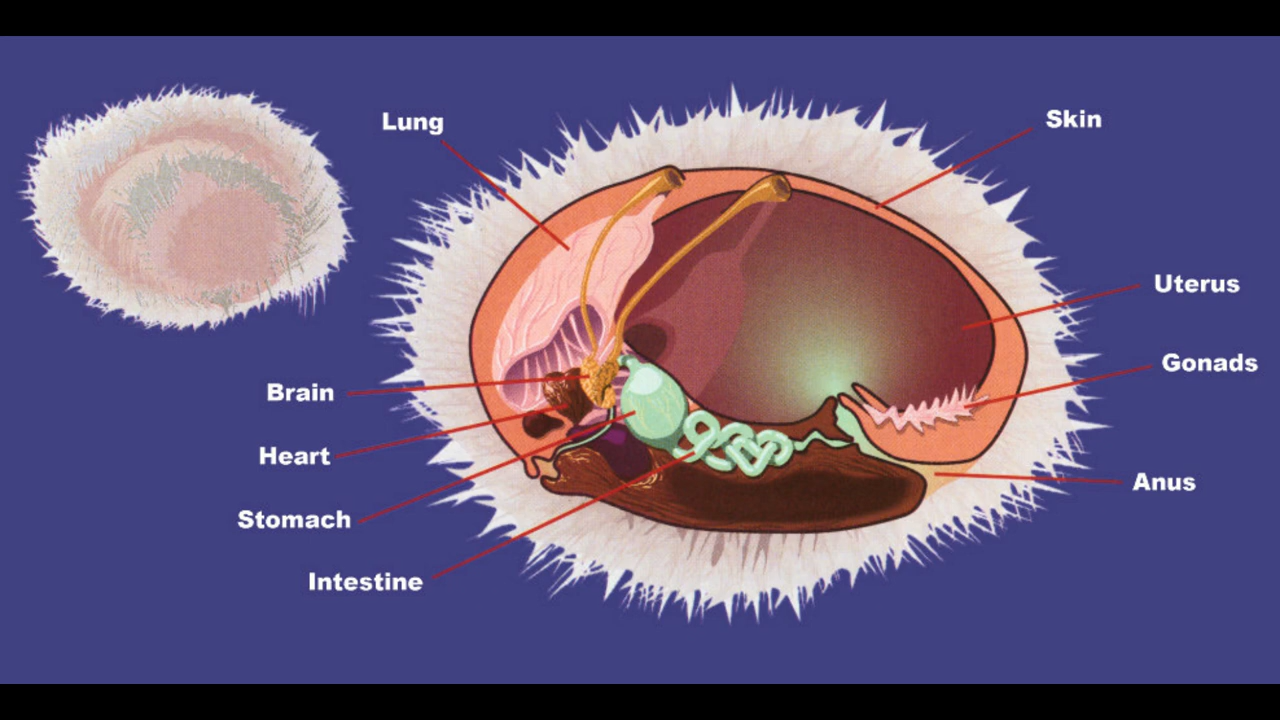 Lung
Skin
Uterus
Gonads
Brain
Heart
Anus
Stomach
Intestine